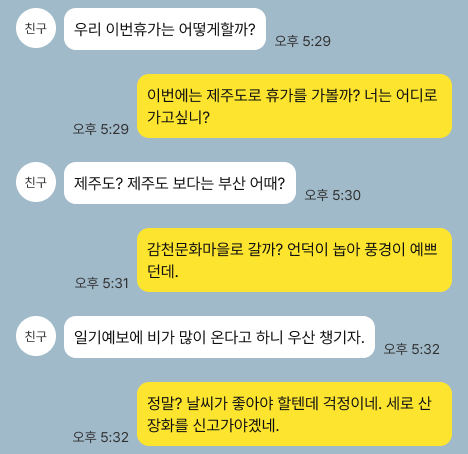 친구
우리 이번휴가는 어떻게할까?
오후 5:29
이번에는 제주도로 휴가를 가볼까? 너는 어디로
가고싶니?
오후 5:29
친구
제주도? 제주도 보다는 부산 어때?
오후 5:30
감천문화마을로 갈까? 언덕이 놉아 풍경이 예쁘
던데.
오후 5:31
친구
일기예보에 비가 많이 온다고 하니 우산 챙기자.
오후 5:32
정말? 날씨가 좋아야 할텐데 걱정이네. 세로 산
장화를 신고가야곘네.
오후 5:32